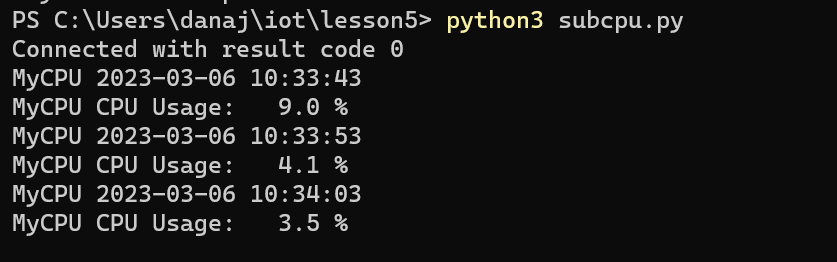 PS C:\Users\danaj\iot\lesson5> python3 subcpu.py
Connected with result code 0
MyCPU 2023-03-06 10:33:43
MyCPU CPU Usage:   9.0 %
MyCPU 2023-03-06 10:33:53
MyCPU CPU Usage:   4.1 %
MyCPU 2023-03-06 10:34:03
MyCPU CPU Usage:   3.5 %